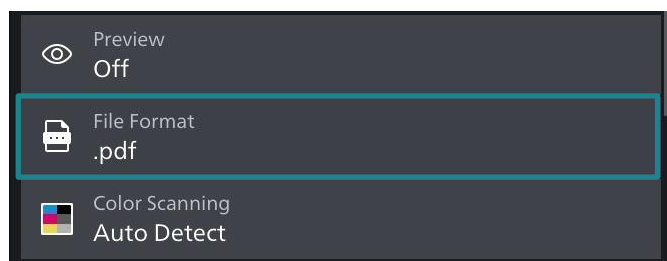 Preview
Off
File Format
.pdf
Color Scanning
Auto Detect